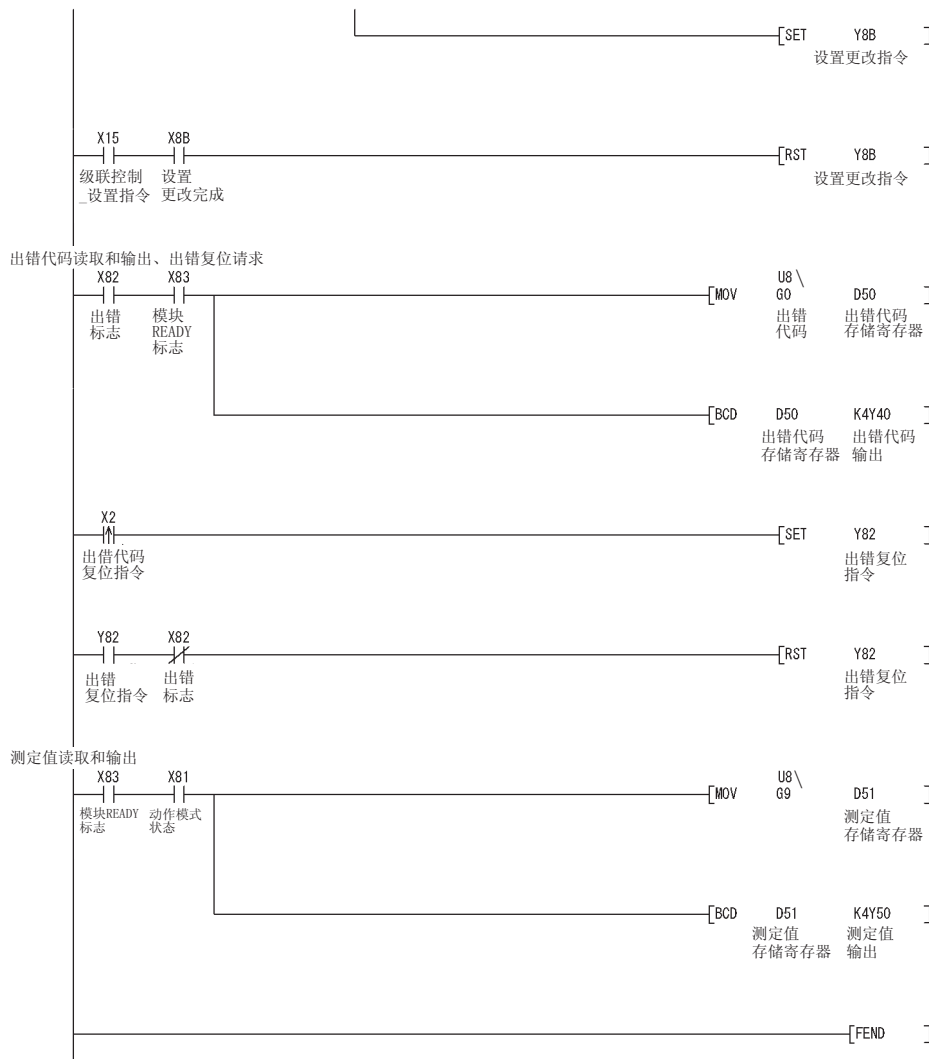 [SET Y8B ]
设置更改指令
X15 X8B
[RST Y8B ]
级联控制 设置 设置更改指令
_设置指令 更改完成
出错代码读取和输出、出错复位请求
X82 X83 U8\
[MOV G0 D50 ]
出错 模块 出错 出错代码
标志 READY 代码 存储寄存器
标志
[BCD D50 K4Y40 ]
出错代码 出错代码
存储寄存器 输出
X2
[SET Y82 ]
出借代码 出错复位
复位指令 指令
Y82 X82
[RST Y82 ]
出错 出错 出错复位
复位指令 标志 指令
测定值读取和输出
X83 X81 U8\
[MOV G9 D51 ]
模块READY 动作模式 测定值
标志 状态 存储寄存器
[BCD D51 K4Y50 ]
测定值 测定值
存储寄存器 输出
[FEND ]